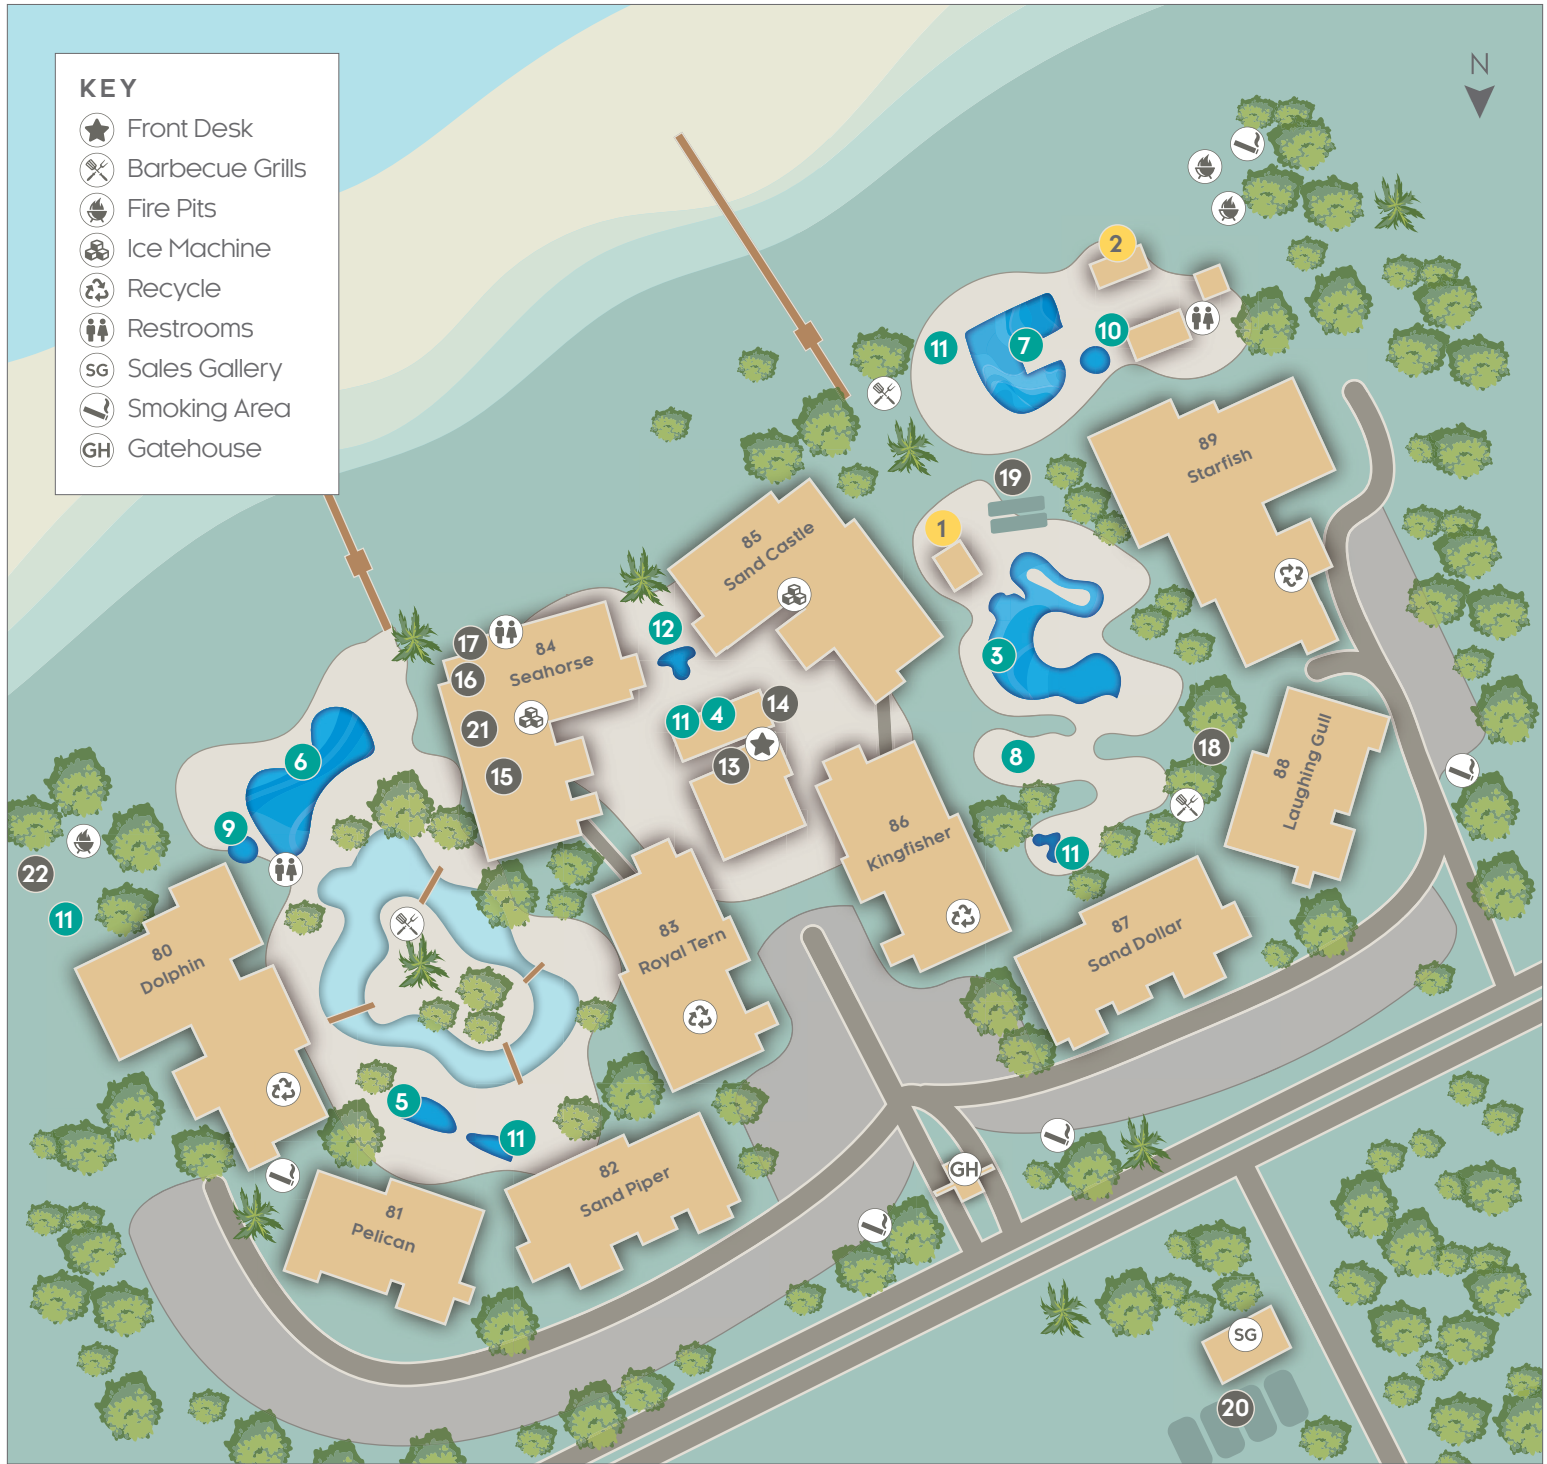 KEY
Front Desk
Barbecue Grills
Fire Pits
Ice Machine
Recycle
Restrooms
SG Sales Gallery
Smoking Area
GH Gatehouse
N
2
10
7
11
89
Starfish
19
1
85
Sand Castle
12
3
17
84
Seahorse
16
21
15
11
4
14
13
6
9
8
18
88
Laughing Gull
86
Kingfisher
11
22
11
80
Dolphin
83
Royal Tern
87
Sand Dollar
5
11
82
Sand Piper
81
Pelican
GH
SG
20